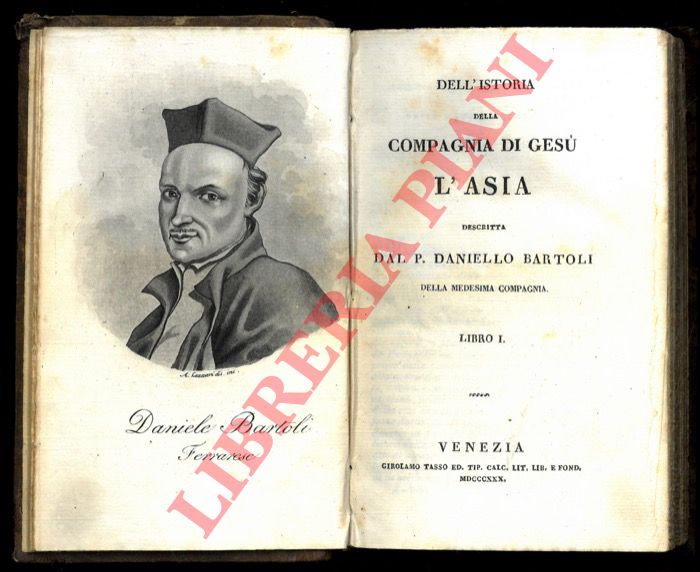 A. Lazzari dis. inc.
Daniele Bartoli
Ferrarese
DELL'ISTORIA
DELLA
COMPAGNIA DI GESÙ
L'ASIA
DESCRITTA
DAL P. DANIELLO BARTOLI
DELLA MEDESIMA COMPAGNIA.
LIBRO I.
VENEZIA
GIROLAMO TASSO ED. TIP. CALC. LIT. LIB. E FOND.
MDCCCXXX.
LIBRERIA PIANI